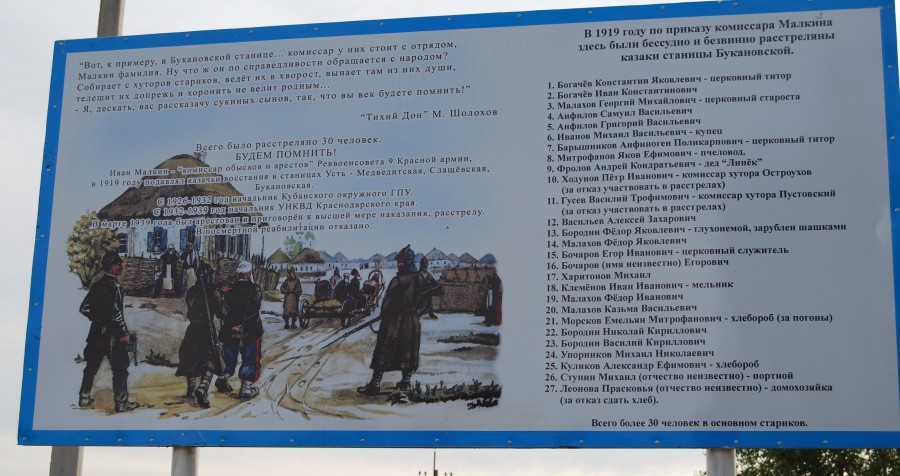 "Вот, к примеру, в Букановской станице... комиссар у них стоит с отрядом,
Малкин фамилия. Ну что ж он по справедливости обращается с народом?
Собирает с хуторов стариков, ведёт их в хворост, вынает там из них души,
телешит их допрежь и хоронить не велит родным...
- Я, дескать, вас рассказачу сукиных сынов, так, что вы век будете помнить!"
"Тихий Дон" М. Шолохов
Всего было расстреляно 30 человек.
БУДЕМ ПОМНИТЬ!
Иван Малкин - "комиссар обысков и арестов" Реввоенсовета 9 Красной армии,
в 1919 году подавлял казачьи восстания в станицах Усть - Медведитская, Слащёвская,
Букановская.
С 1926-1932 год начальник Кубанского окружного ГПУ.
С 1932-1939 год начальник УНКВД Краснодарского края.
В марте 1939 года был арестован и приговорён к высшей мере наказания, расстрелу.
В посмертной реабилитации отказано.
В 1919 году по приказу комиссара Малкина
здесь были бессудно и безвинно расстреляны
казаки станицы Букановской.
1. Богачёв Константин Яковлевич - церковный титор
2. Богачёв Иван Константинович
3. Малахов Георгий Михайлович - церковный староста
4. Анфилов Самуил Васильевич
5. Анфилов Григорий Васильевич
6. Иванов Михаил Васильевич - купец
7. Барышников Анфиноген Поликарпович - церковный титор
8. Митрофанов Яков Ефимович - пчеловод.
9. Фролов Андрей Кондратьевич - дед "Линёк"
10. Ходунов Пётр Иванович - комиссар хутора Остроухов
(за отказ участвовать в расстрелах)
11. Гусев Василий Трофимович - комиссар хутора Пустовский
(за отказ участвовать в расстрелах)
12. Васильев Алексей Захарович
13. Бородин Фёдор Яковлевич - глухонемой, зарублен шашками
14. Малахов Фёдор Яковлевич
15. Бочаров Егор Иванович - церковный служитель
16. Бочаров (имя неизвестно) Егорович
17. Харитонов Михаил
18. Клемёнов Иван Иванович - мельник
19. Малахов Фёдор Иванович
20. Малахов Казьма Васильевич
21. Морсков Емельян Митрофанович - хлебороб (за погоны)
22. Бородин Николай Кириллович
23. Бородин Василий Кириллович
24. Упорников Михаил Николаевич
25. Куликов Александр Ефимович - хлебороб
26. Ступин Михаил (отчество неизвестно) - портной
27. Леонова Прасковья (отчество неизвестно) - домохозяйка
(за отказ сдать хлеб).
Всего более 30 человек в основном стариков.